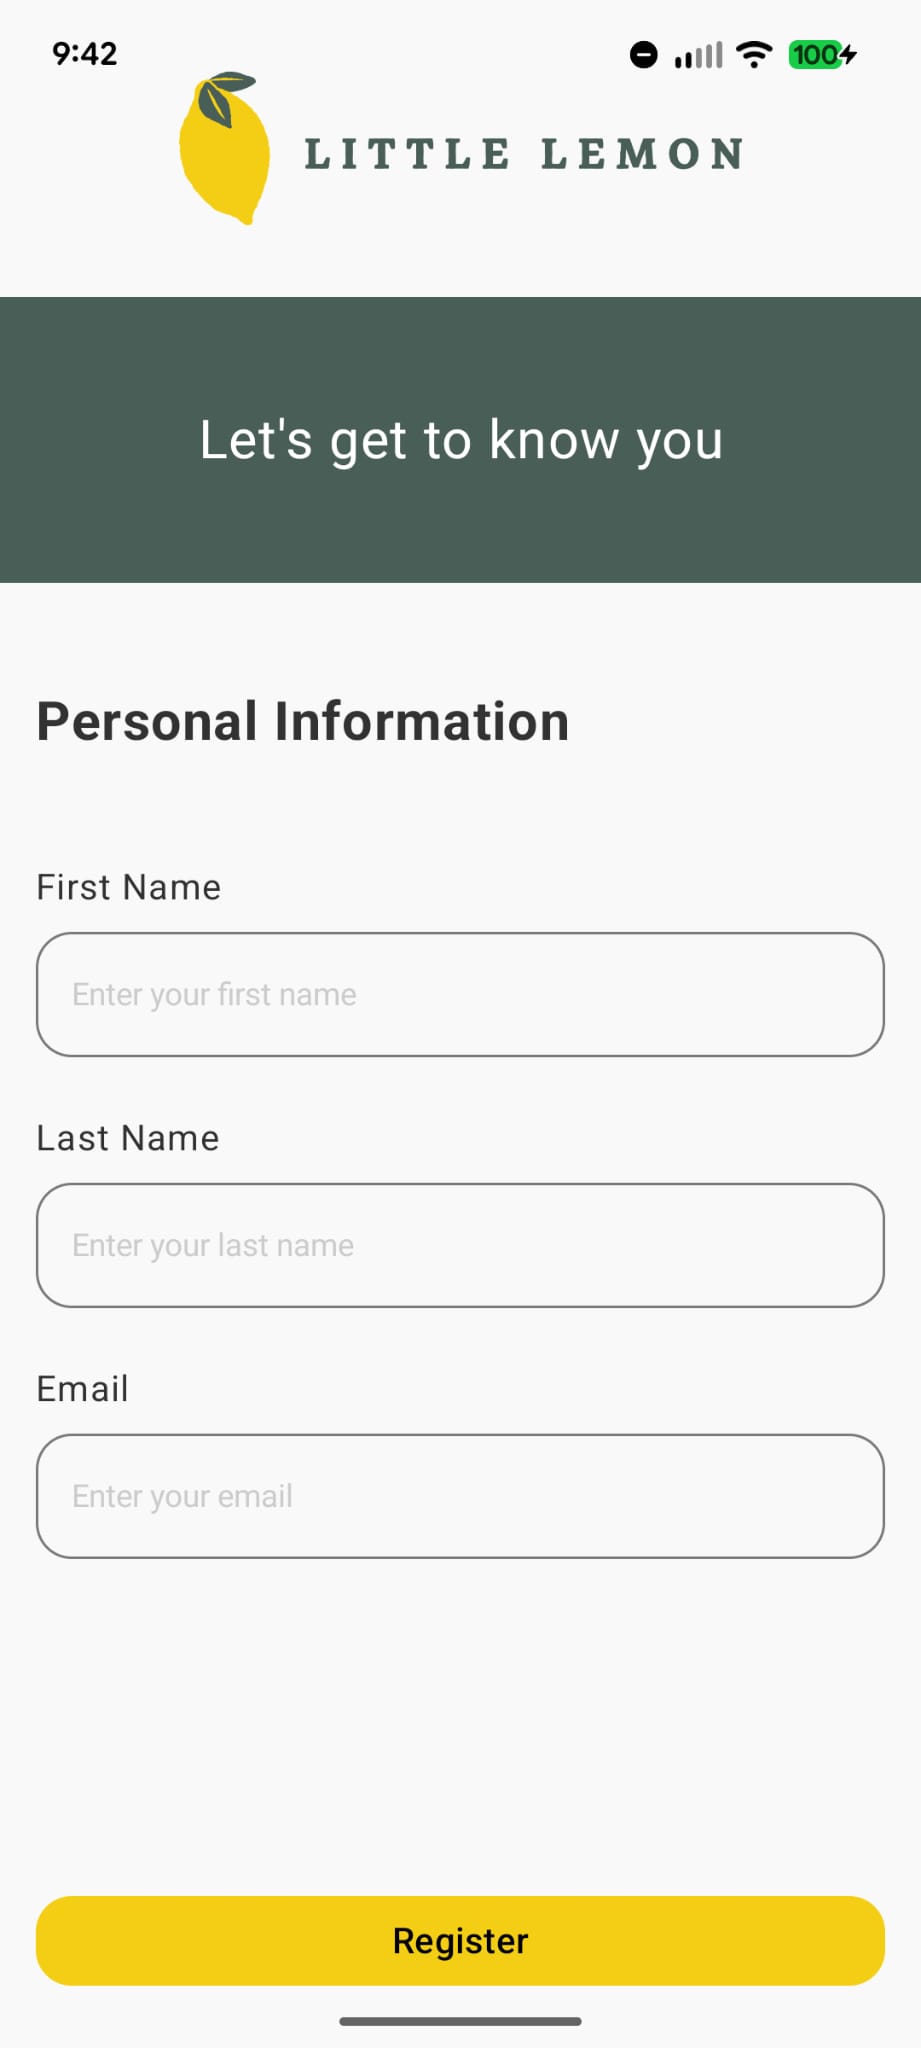 9:42
100
LITTLE LEMON
Let's get to know you
Personal Information
First Name
Enter your first name
Last Name
Enter your last name
Email
Enter your email
Register